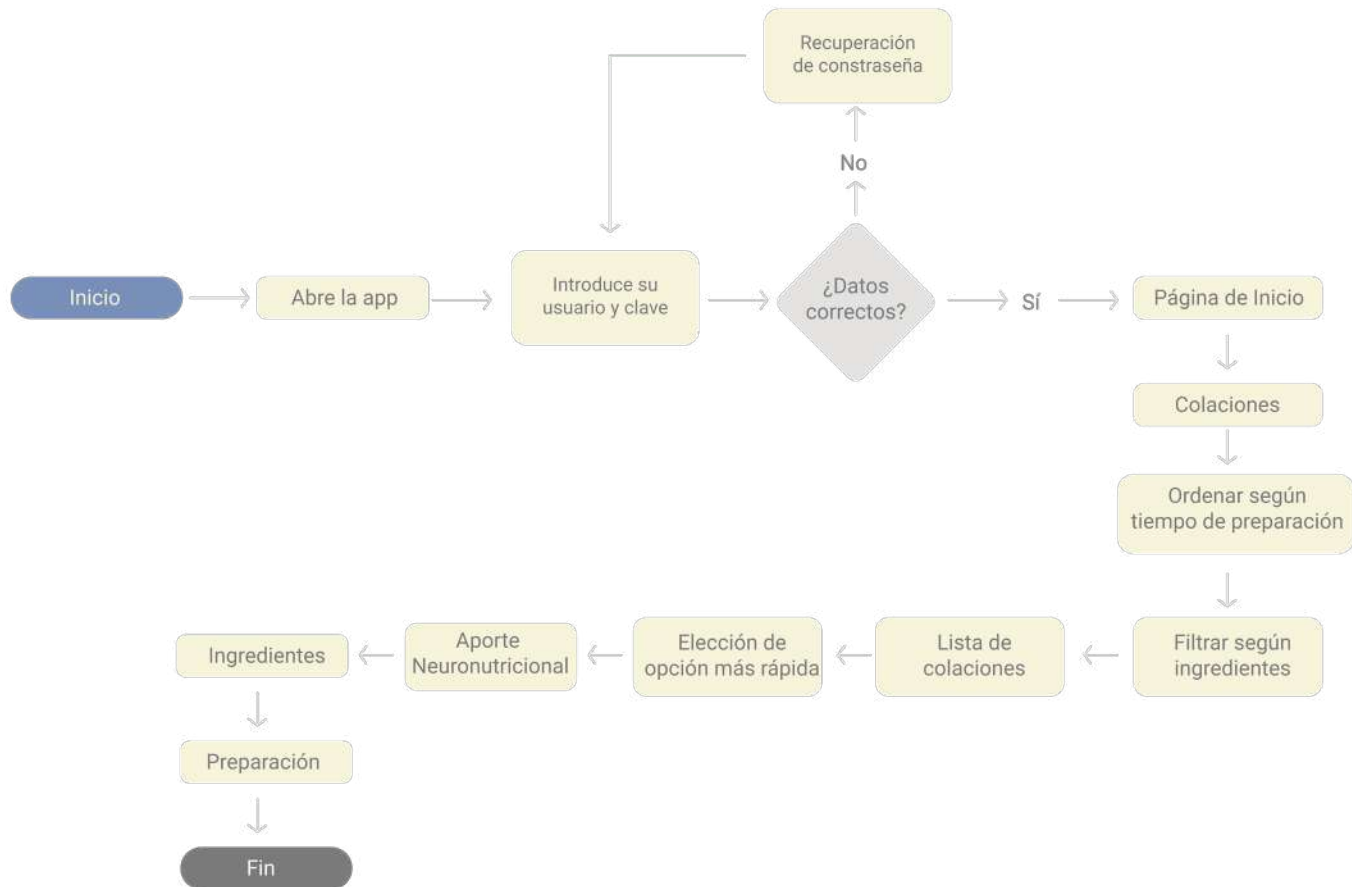 Recuperación
de constraseña
No
Inicio
Abre la app
Introduce su
usuario y clave
¿Datos
correctos?
Sí
Página de Inicio
Colaciones
Ordenar según
tiempo de preparación
Filtrar según
ingredientes
Lista de
colaciones
Elección de
opción más rápida
Aporte
Neuronutricional
Ingredientes
Preparación
Fin